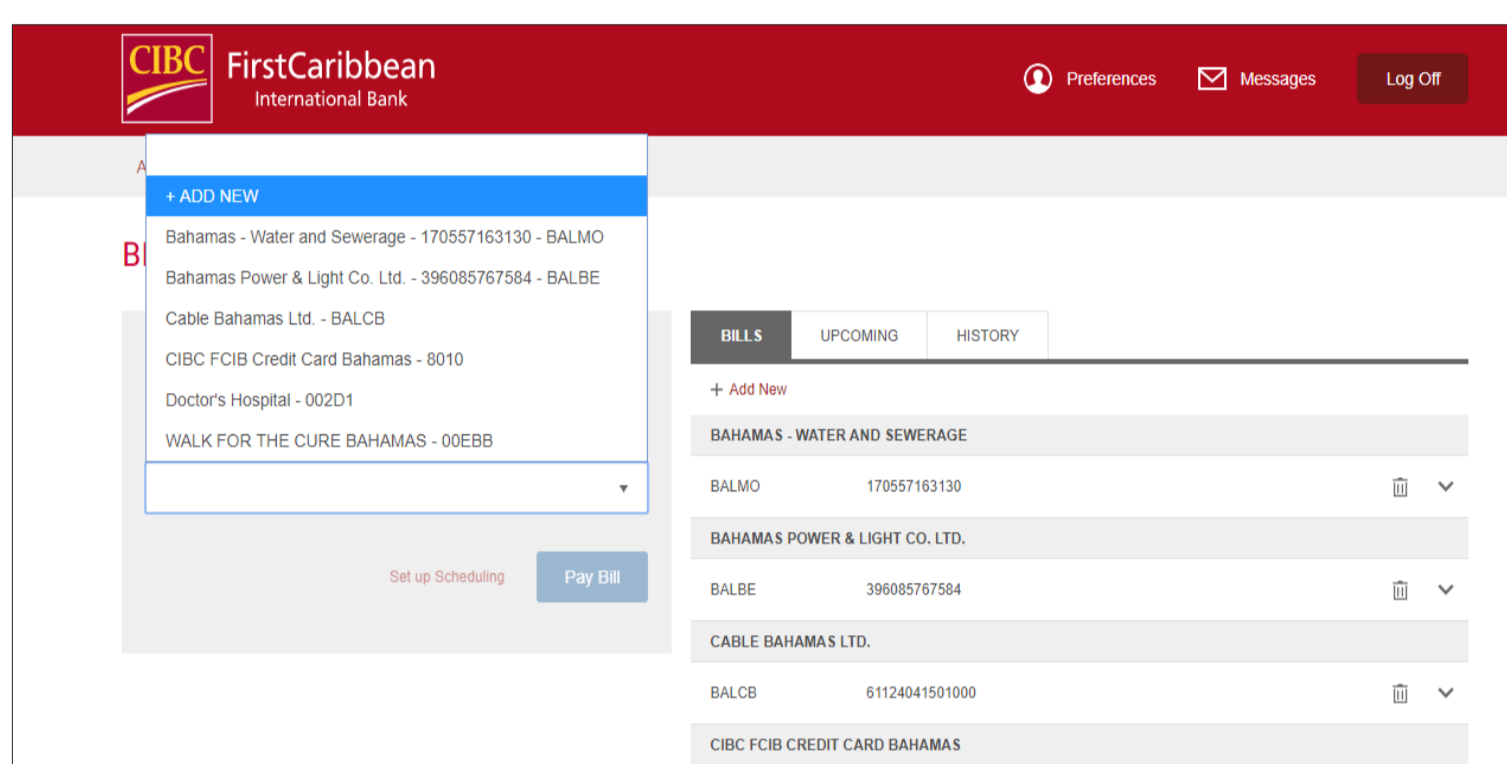 CIBC FirstCaribbean
International Bank
Preferences Messages Log Off
A
+ ADD NEW
Bahamas - Water and Sewerage - 170557163130 - BALMO
Bahamas Power & Light Co. Ltd. - 396085767584 - BALBE
Cable Bahamas Ltd. - BALCB
CIBC FCIB Credit Card Bahamas - 8010
Doctor's Hospital - 002D1
WALK FOR THE CURE BAHAMAS - 00EBB
Set up Scheduling Pay Bill
BILLS UPCOMING HISTORY
+ Add New
BAHAMAS - WATER AND SEWERAGE
BALMO 170557163130
BAHAMAS POWER & LIGHT CO. LTD.
BALBE 396085767584
CABLE BAHAMAS LTD.
BALCB 61124041501000
CIBC FCIB CREDIT CARD BAHAMAS